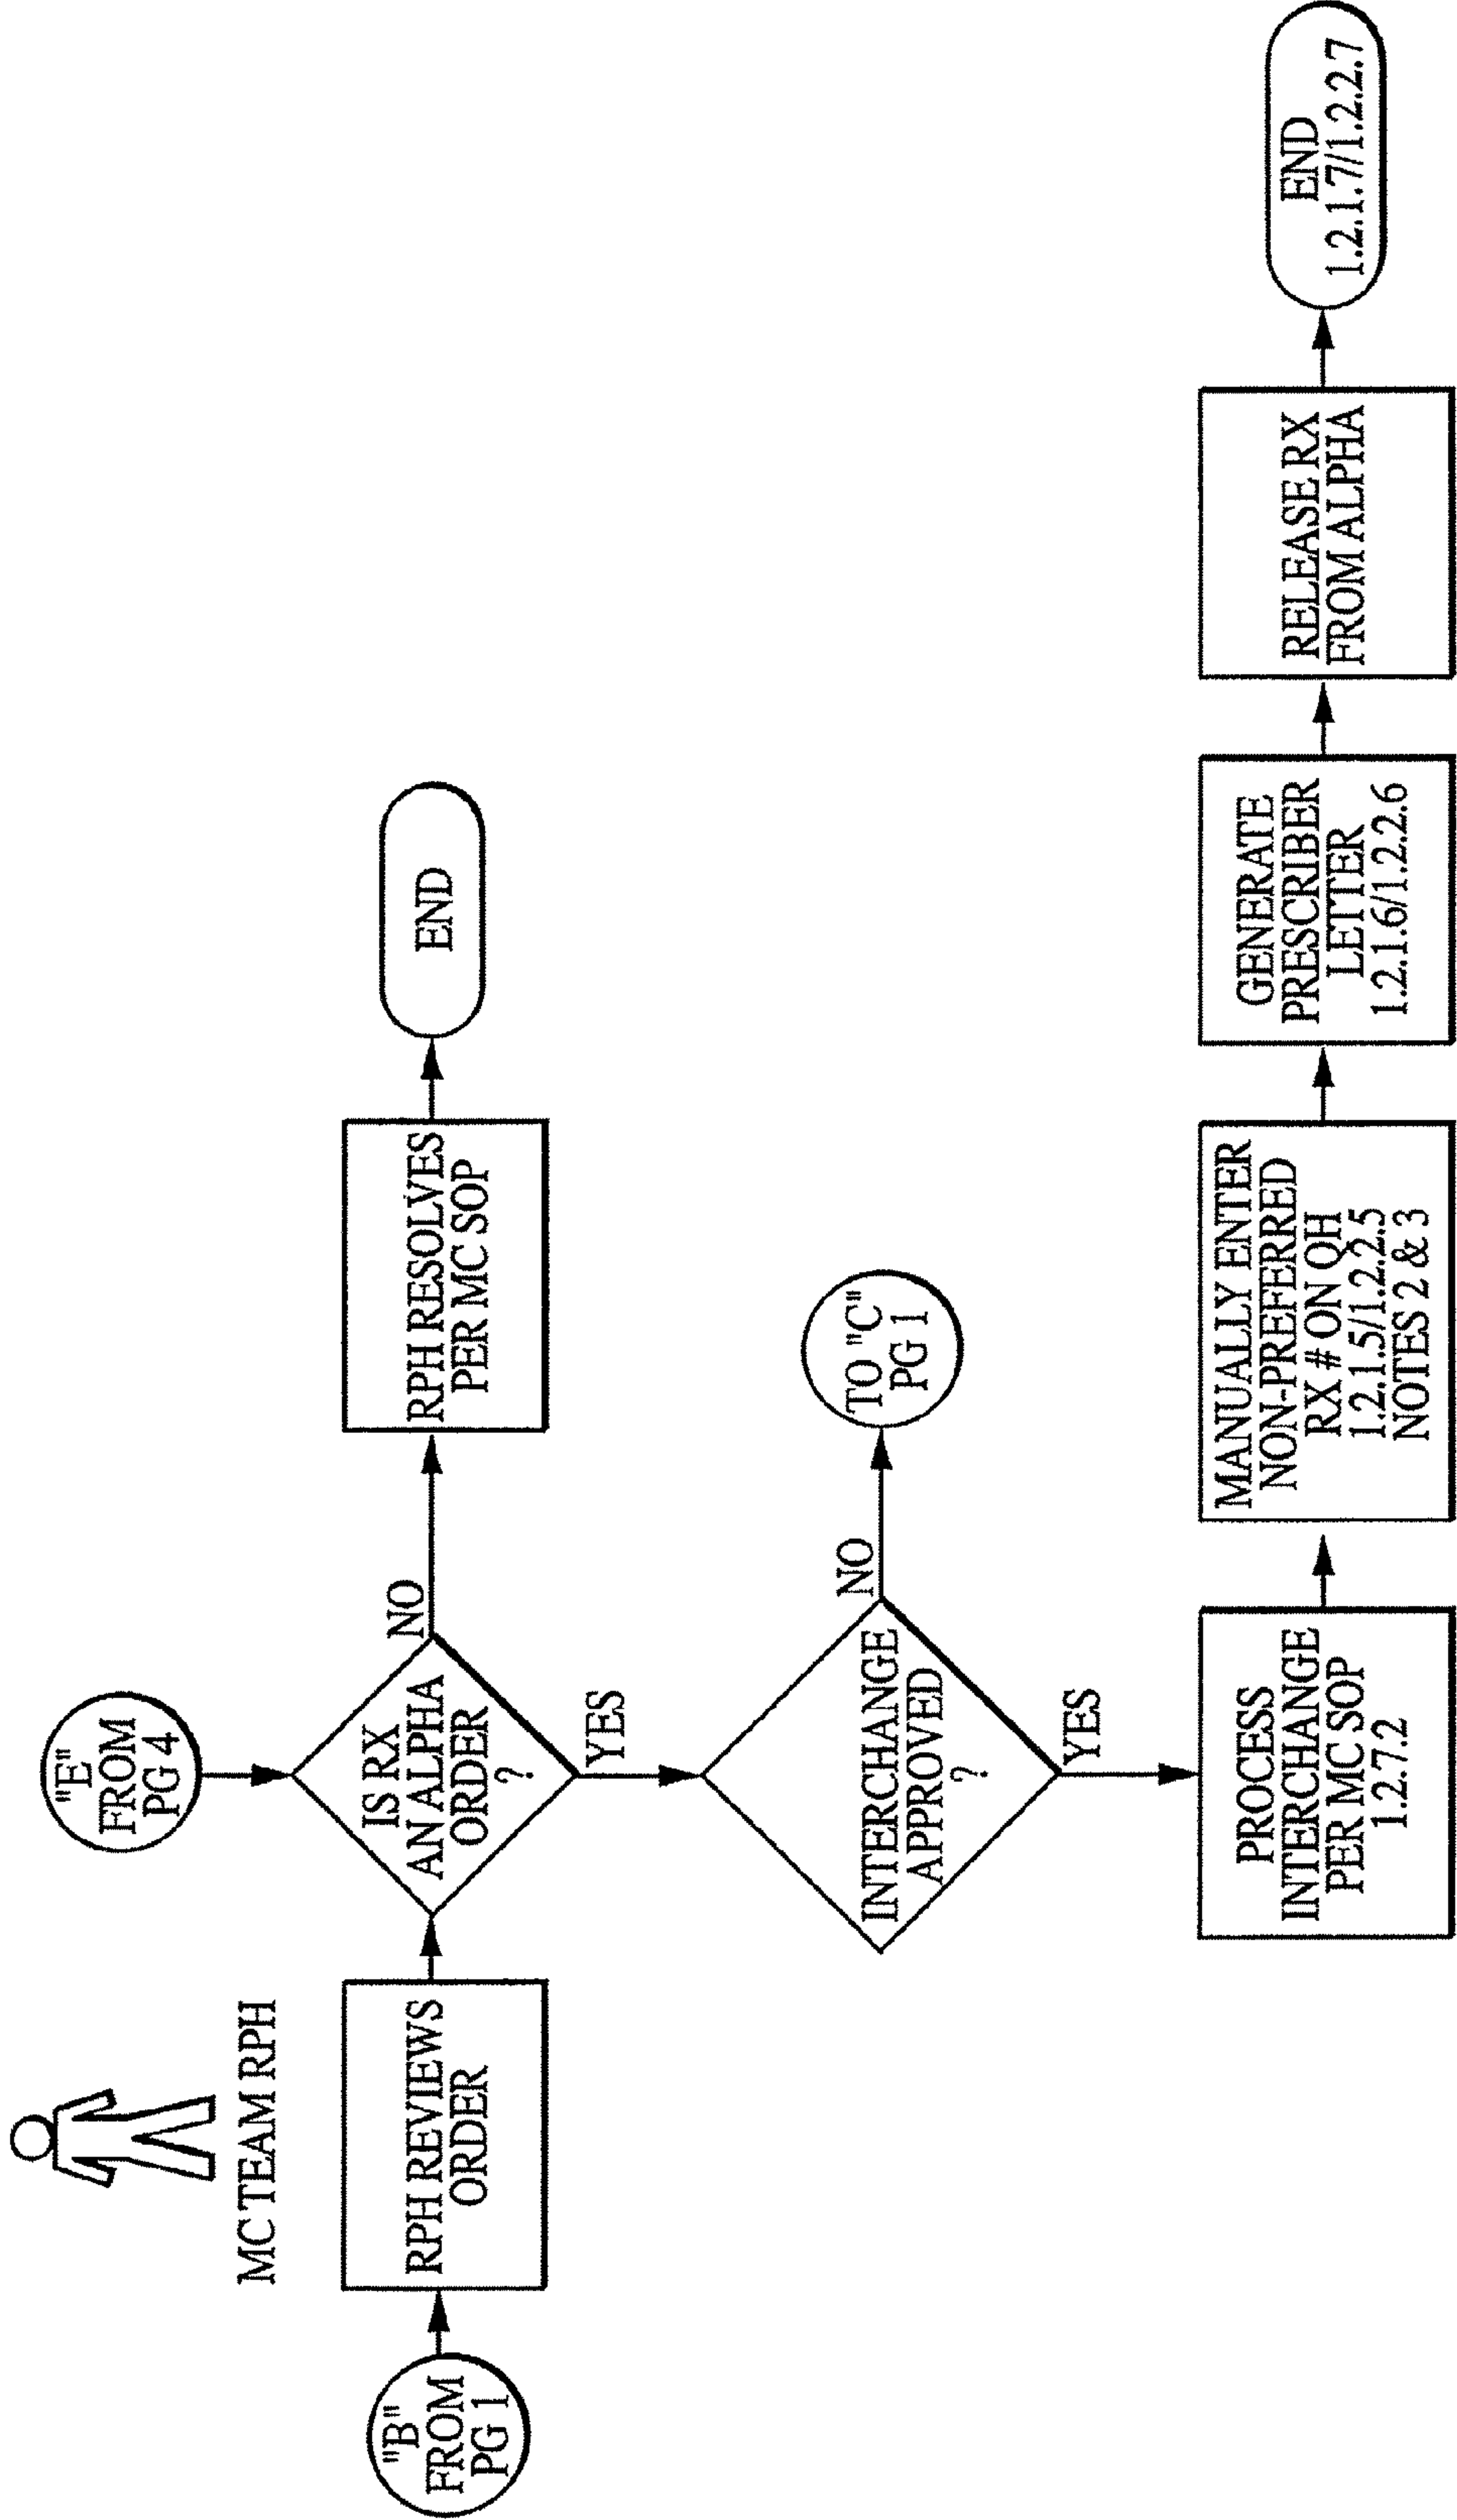 MC TEAM RPH
"B"
FROM
PG 1
RPH REVIEWS
ORDER
"E"
FROM
PG 4
IS RX
AN ALPHA
ORDER
?
NO
RPH RESOLVES
PER MC SOP
END
YES
INTERCHANGE
APPROVED
?
NO
TO "C"
PG 1
YES
PROCESS
INTERCHANGE
PER MC SOP
1.2.7.2
MANUALLY ENTER
NON-PREFERRED
RX # ON QH
1.2.1.5/1.2.2.5
NOTES 2 & 3
GENERATE
PRESCRIBER
LETTER
1.2.1.6/1.2.2.6
RELEASE RX
FROM ALPHA
END
1.2.1.7/1.2.2.7